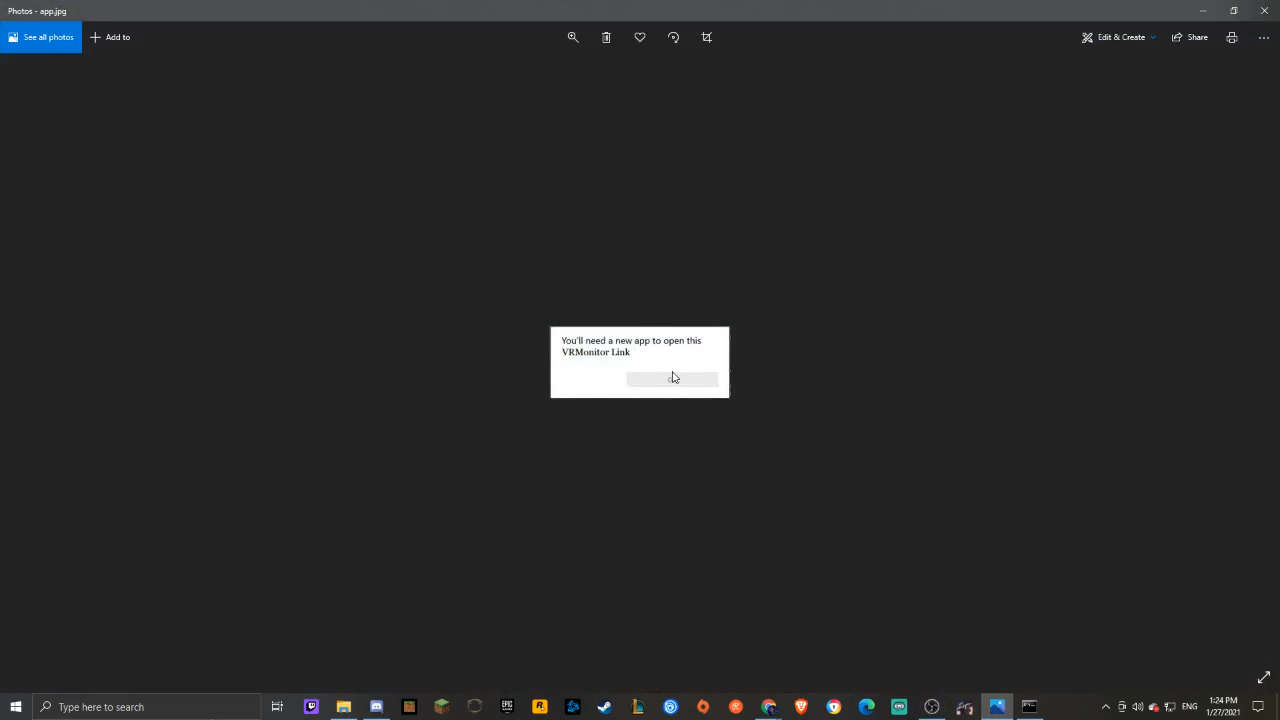 Photos - app.jpg
See all photos
Add to
Edit & Create
Share
You'll need a new app to open this
VRMonitor Link
Type here to search
EPIC
ENG
1:24 PM
1/27/2021